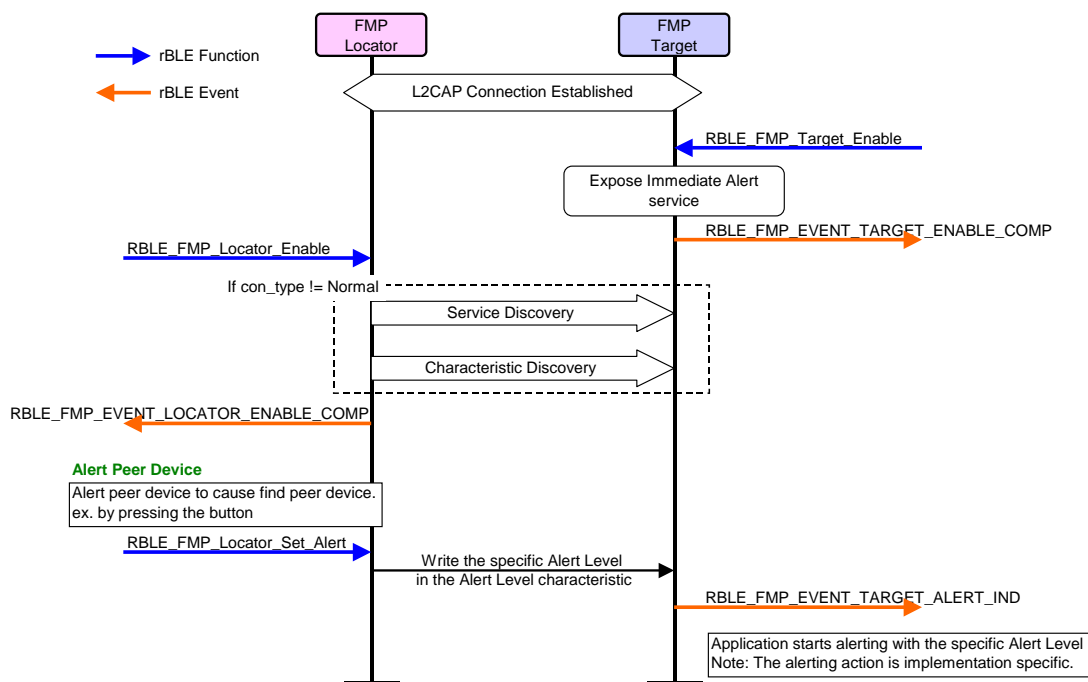 FMP
Locator
FMP
Target
rBLE Function
rBLE Event
L2CAP Connection Established
RBLE_FMP_Target_Enable
Expose Immediate Alert
service
RBLE_FMP_EVENT_TARGET_ENABLE_COMP
RBLE_FMP_Locator_Enable
If con_type != Normal
Service Discovery
Characteristic Discovery
RBLE_FMP_EVENT_LOCATOR_ENABLE_COMP
Alert Peer Device
Alert peer device to cause find peer device.
ex. by pressing the button
RBLE_FMP_Locator_Set_Alert
Write the specific Alert Level
in the Alert Level characteristic
RBLE_FMP_EVENT_TARGET_ALERT_IND
Application starts alerting with the specific Alert Level
Note: The alerting action is implementation specific.